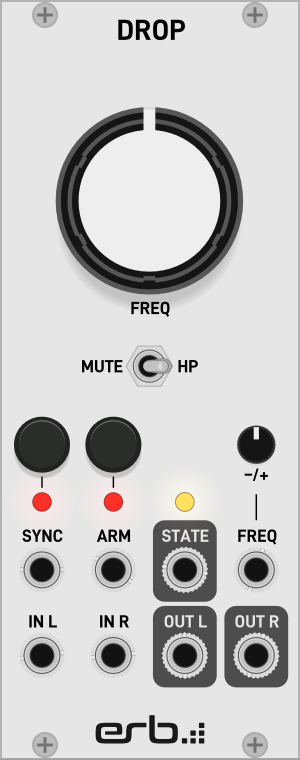 DROP
FREQ
MUTE HP
-/+
SYNC ARM STATE FREQ
IN L IN R OUT L OUT R
erb